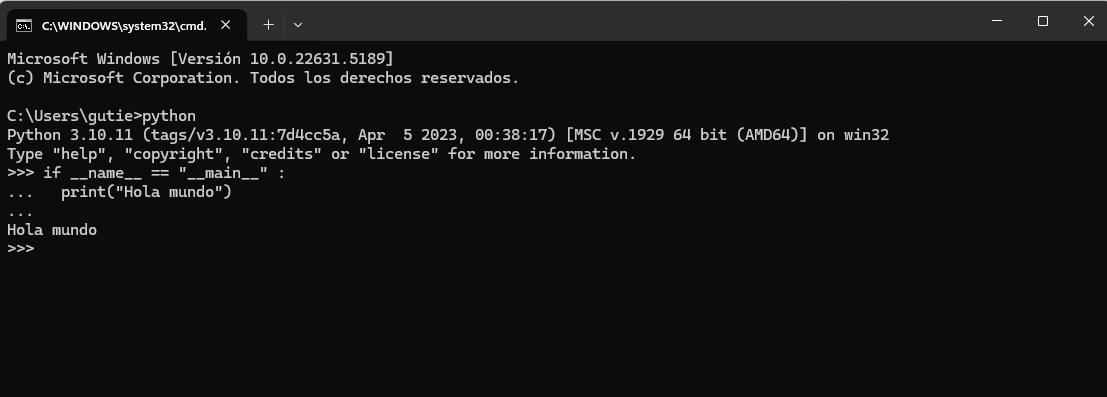 C:\WINDOWS\system32\cmd.
Microsoft Windows [Versión 10.0.22631.5189]
(c) Microsoft Corporation. Todos los derechos reservados.
C:\Users\gutie>python
Python 3.10.11 (tags/v3.10.11:7d4cc5a, Apr  5 2023, 00:38:17) [MSC v.1929 64 bit (AMD64)] on win32
Type "help", "copyright", "credits" or "license" for more information.
>>> if __name__ == "__main__" :
...   print("Hola mundo")
...
Hola mundo
>>>